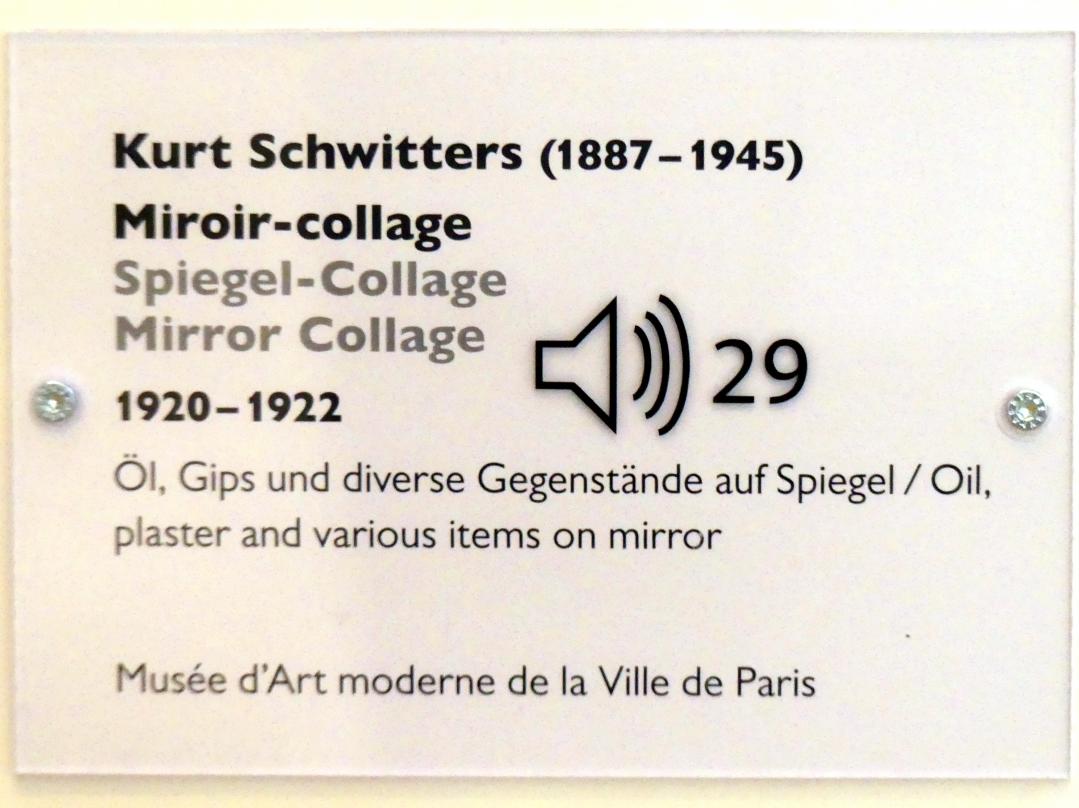 Kurt Schwitters (1887–1945)
Miroir-collage
Spiegel-Collage
Mirror Collage
29
1920–1922
Öl, Gips und diverse Gegenstände auf Spiegel / Oil,
plaster and various items on mirror
Musée d'Art moderne de la Ville de Paris